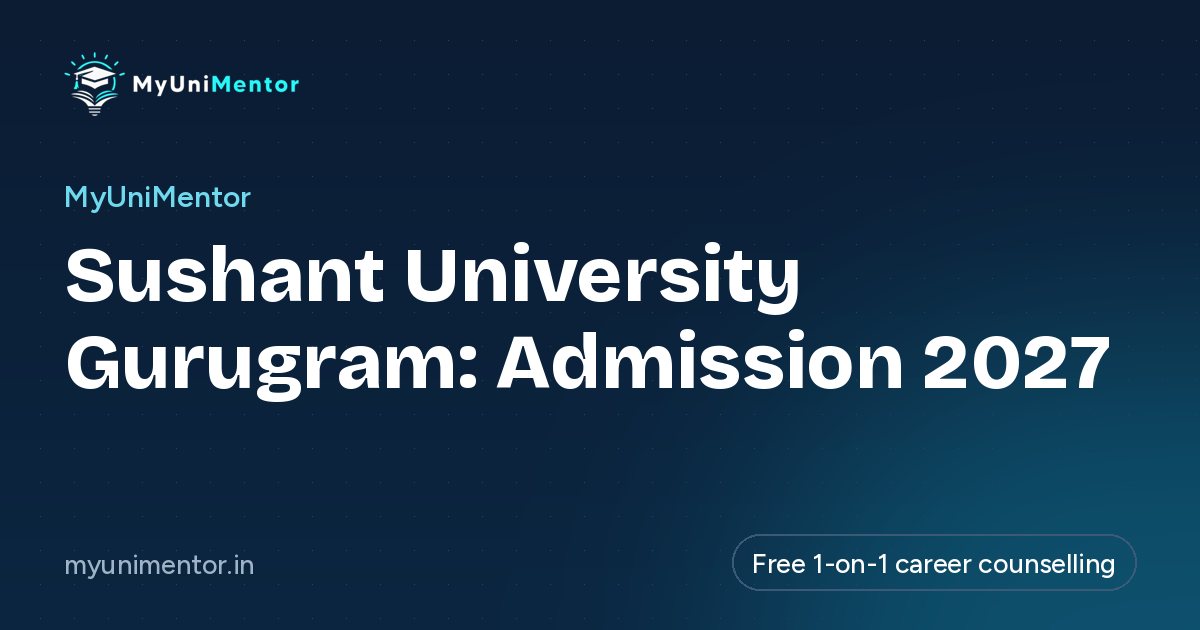 MyUniMentor
MyUniMentor
Sushant University
Gurugram: Admission 2027
myunimentor.in
Free 1-on-1 career counselling